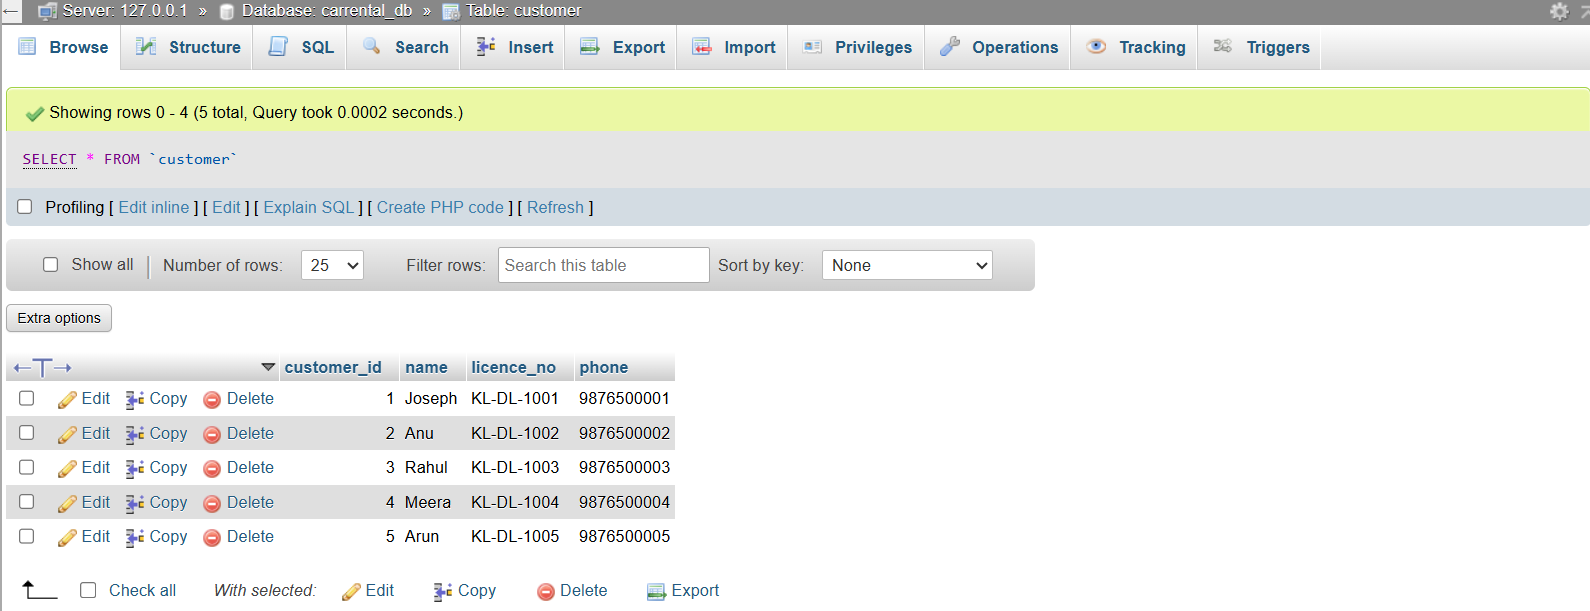 Server: 127.0.0.1 » Database: carrental_db » Table: customer
Browse Structure SQL Search Insert Export Import Privileges Operations Tracking Triggers
Showing rows 0 - 4 (5 total, Query took 0.0002 seconds.)
SELECT * FROM `customer`
Profiling [ Edit inline ] [ Edit ] [ Explain SQL ] [ Create PHP code ] [ Refresh ]
Show all | Number of rows: 25 Filter rows: Search this table Sort by key: None
Extra options
customer_id name licence_no phone
Edit Copy Delete 1 Joseph KL-DL-1001 9876500001
Edit Copy Delete 2 Anu KL-DL-1002 9876500002
Edit Copy Delete 3 Rahul KL-DL-1003 9876500003
Edit Copy Delete 4 Meera KL-DL-1004 9876500004
Edit Copy Delete 5 Arun KL-DL-1005 9876500005
Check all With selected: Edit Copy Delete Export